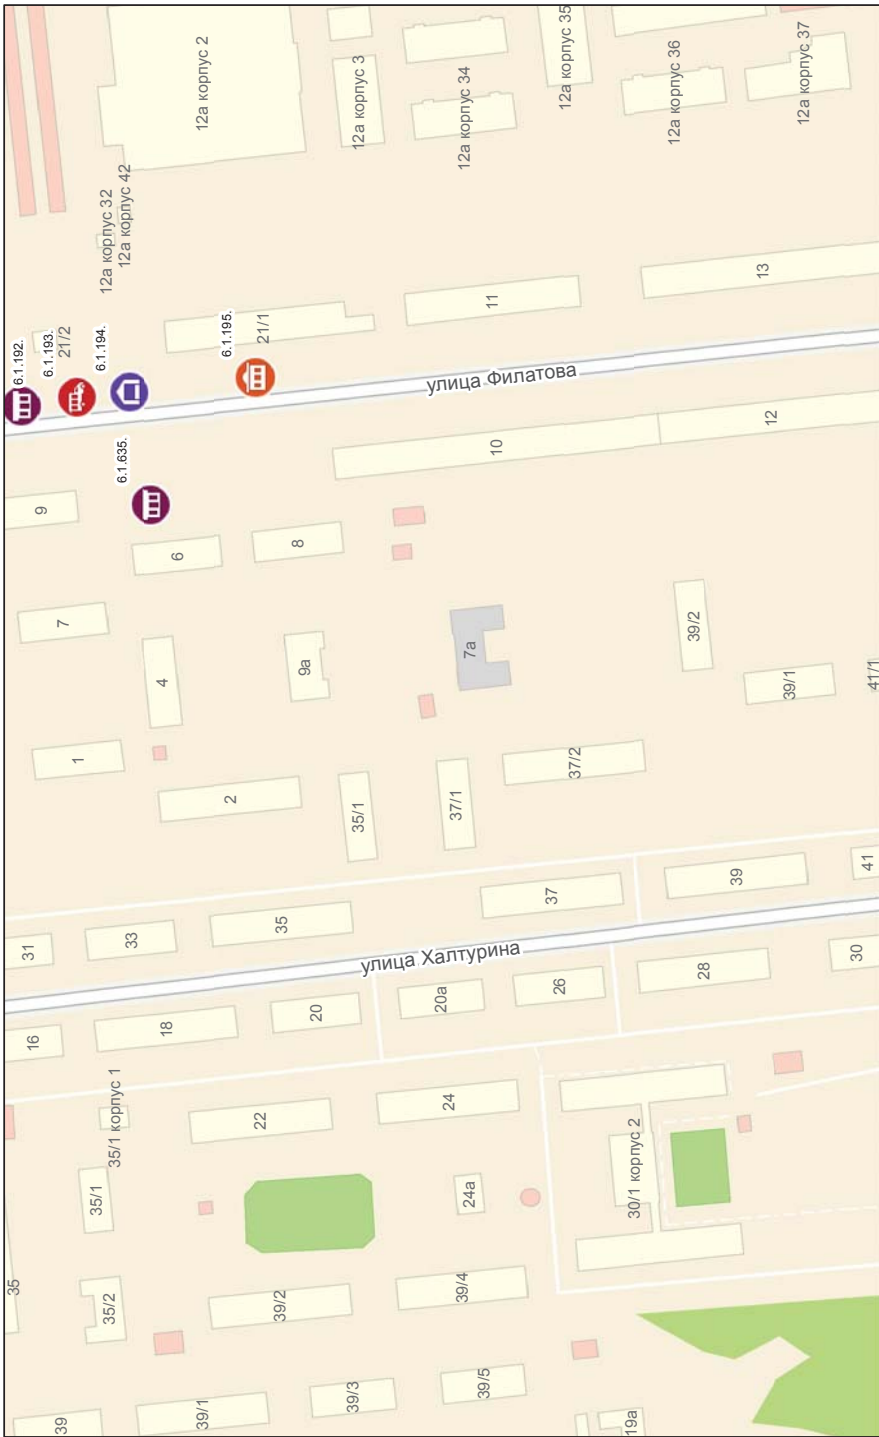 12а корпус 2
12а корпус 3
12а корпус 34
12а корпус 35
12а корпус 36
12а корпус 37
12а корпус 32
12а корпус 42
6.1.192.
6.1.193.
21/2
6.1.194.
6.1.195.
21/1
11
13
улица Филатова
6.1.635.
9
10
12
6
8
7
4
9а
7а
39/2
39/1
41/1
1
2
35/1
37/1
37/2
31
33
35
37
39
41
улица Халтурина
16
18
20
20а
26
28
30
35/1 корпус 1
22
24
35/1
24а
30/1 корпус 2
35
35/2
39/2
39/4
39
39/1
39/3
39/5
19а